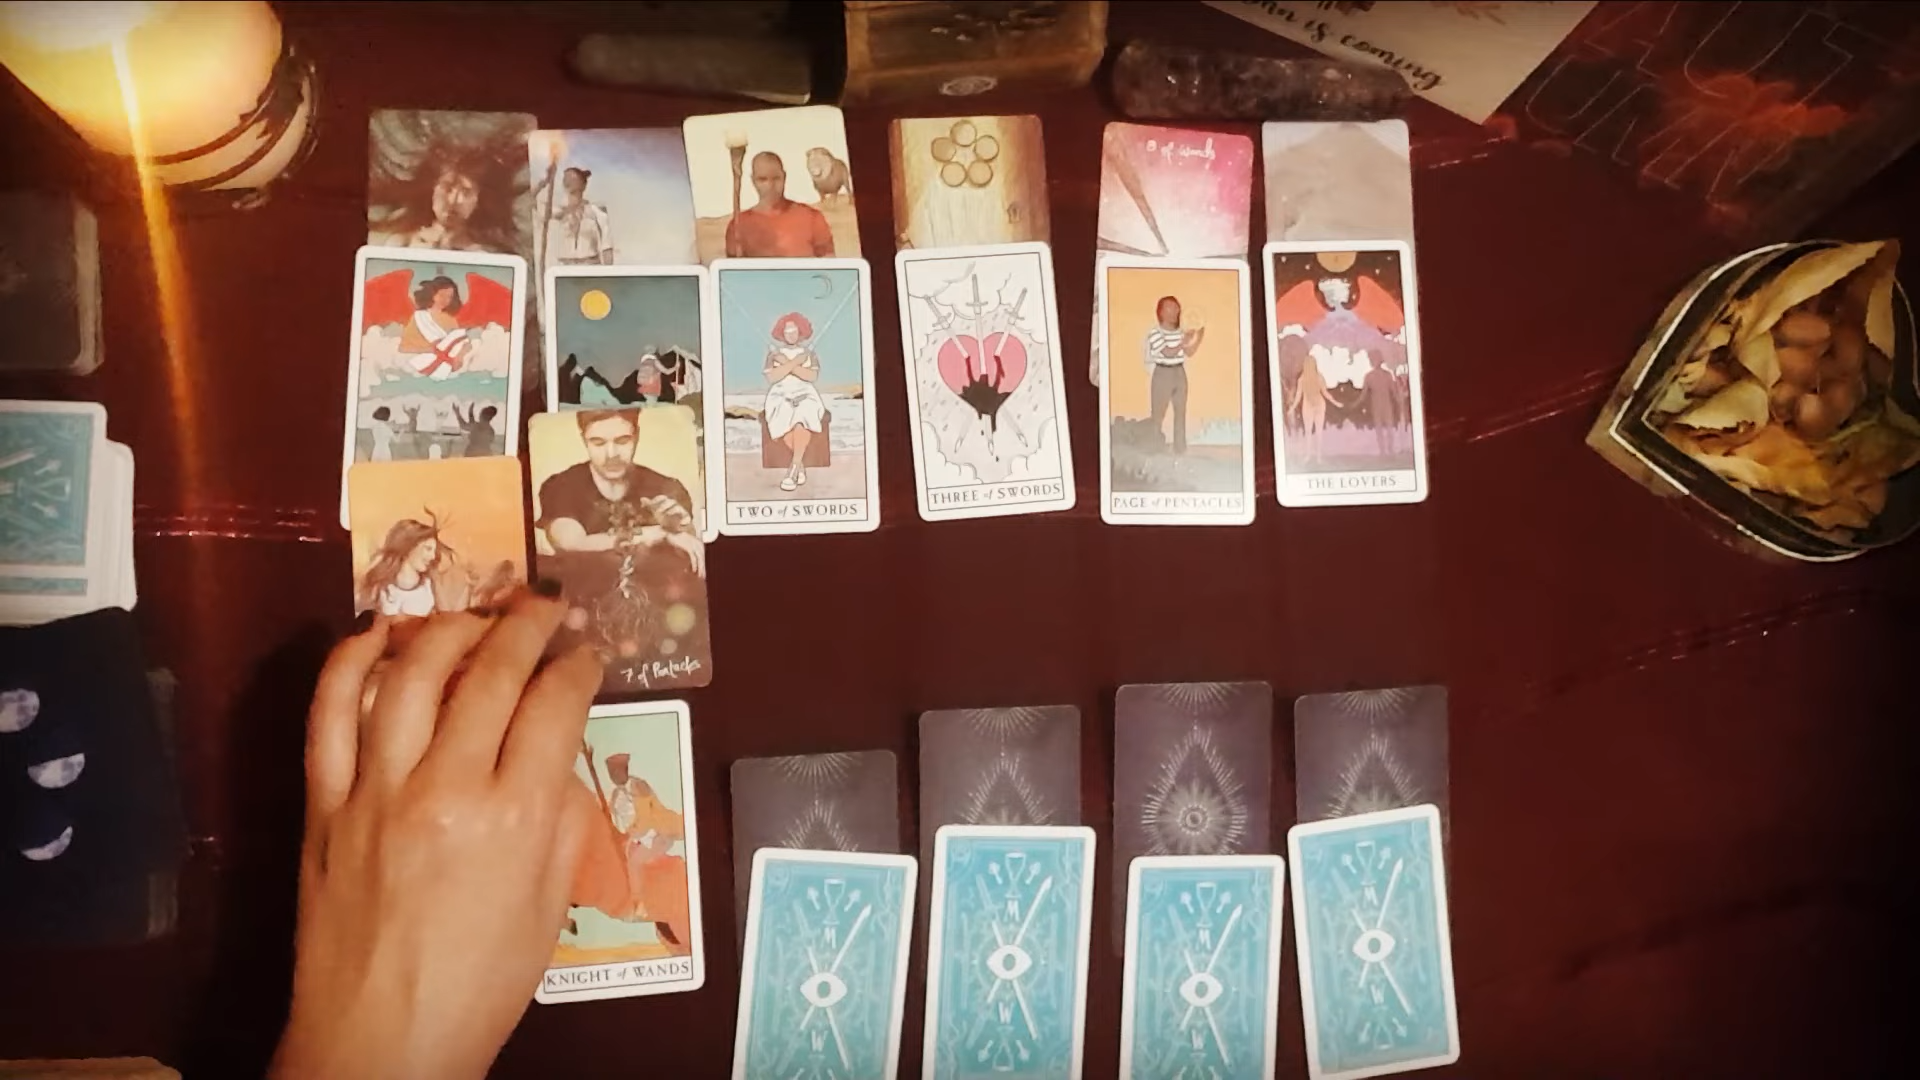 is coming
8 of Wands
TWO of SWORDS
THREE of SWORDS
PAGE of PENTACLES
THE LOVERS
7 of Pentacles
KNIGHT of WANDS
M
W
M
W
M
W
M
W